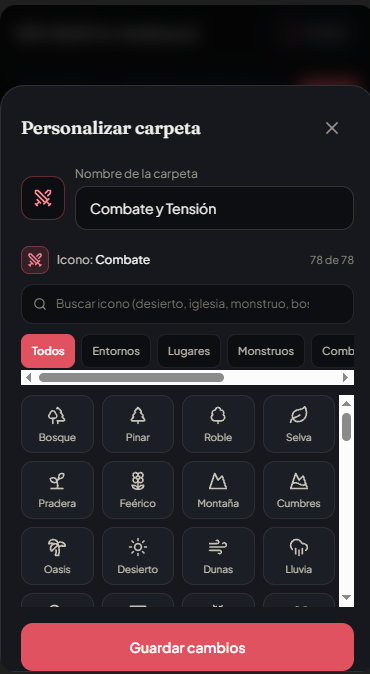 Personalizar carpeta
Nombre de la carpeta
Combate y Tensión
Icono: Combate 78 de 78
Buscar icono (desierto, iglesia, monstruo, bos
Todos Entornos Lugares Monstruos Comb
Bosque Pinar Roble Selva
Pradera Feérico Montaña Cumbres
Oasis Desierto Dunas Lluvia
Guardar cambios